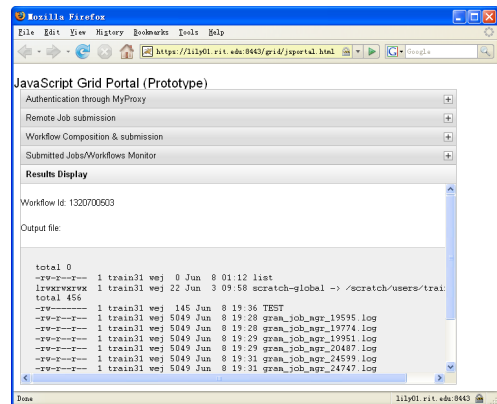 Mozilla Firefox
File Edit View History Bookmarks Tools Help
https://lily01.rit.edu:8443/grid/jsportal.html
Google
JavaScript Grid Portal (Prototype)
Authentication through MyProxy
Remote Job submission
Workflow Composition & submission
Submitted Jobs/Workflows Monitor
Results Display
Workflow Id: 1320700503
Output file:
total 0
-rw-r--r-- 1 train31 wej 0 Jun 8 01:12 list
lrwxrwxrwx 1 train31 wej 22 Jun 3 09:58 scratch-global -> /scratch/users/trai
total 456
-rw------- 1 train31 wej 145 Jun 8 19:36 TEST
-rw-r--r-- 1 train31 wej 5049 Jun 8 19:28 gram_job_mgr_19595.log
-rw-r--r-- 1 train31 wej 5049 Jun 8 19:28 gram_job_mgr_19774.log
-rw-r--r-- 1 train31 wej 5049 Jun 8 19:29 gram_job_mgr_19951.log
-rw-r--r-- 1 train31 wej 5049 Jun 8 19:29 gram_job_mgr_20487.log
-rw-r--r-- 1 train31 wej 5049 Jun 8 19:31 gram_job_mgr_24599.log
-rw-r--r-- 1 train31 wej 5049 Jun 8 19:31 gram_job_mgr_24747.log
Done lily01.rit.edu:8443